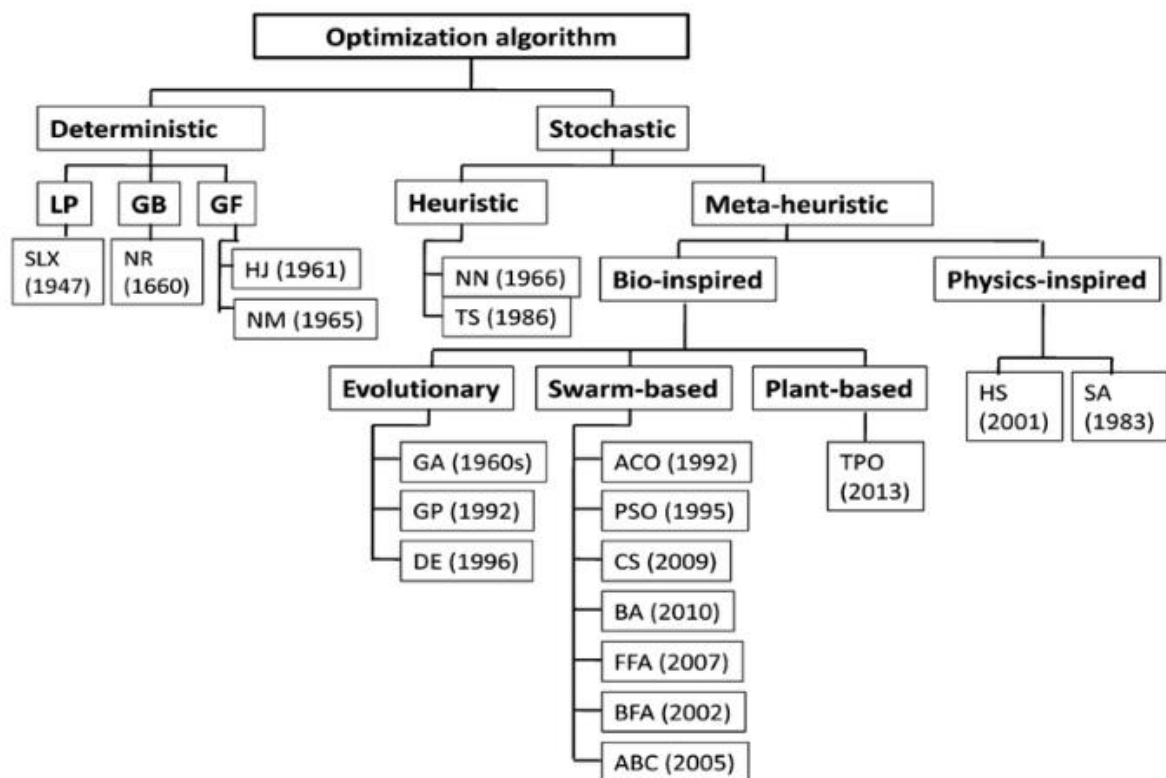 Optimization algorithm
Deterministic
Stochastic
LP
GB
GF
Heuristic
Meta-heuristic
SLX
(1947)
NR
(1660)
HJ (1961)
NM (1965)
NN (1966)
TS (1986)
Bio-inspired
Physics-inspired
Evolutionary
Swarm-based
Plant-based
HS
(2001)
SA
(1983)
GA (1960s)
GP (1992)
DE (1996)
ACO (1992)
PSO (1995)
CS (2009)
BA (2010)
FFA (2007)
BFA (2002)
ABC (2005)
TPO
(2013)